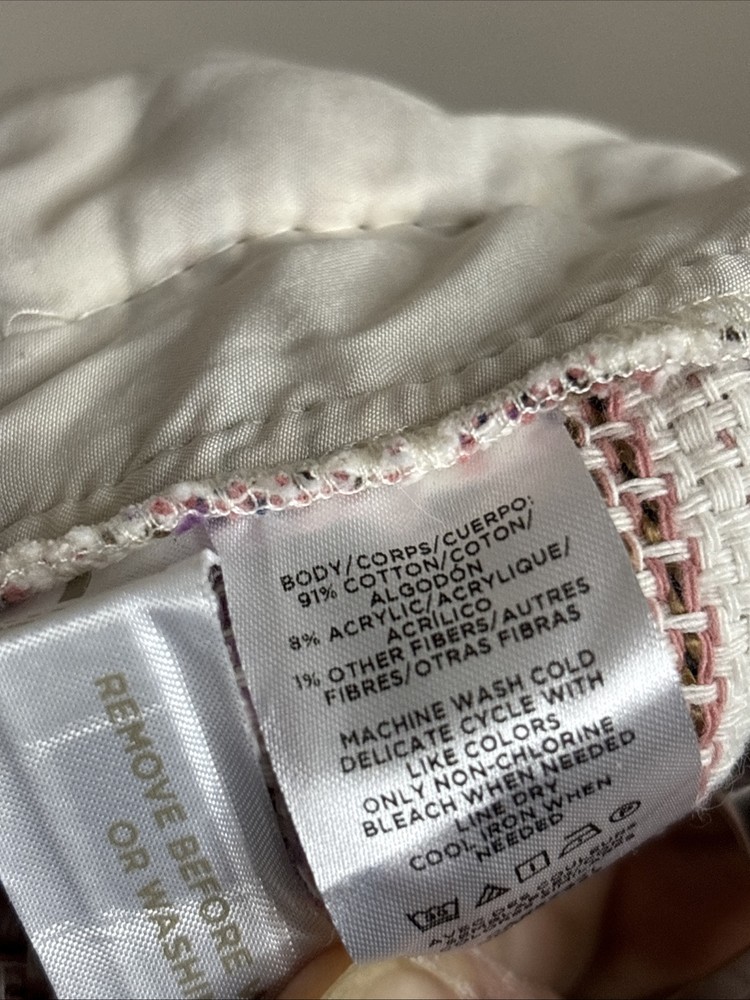 BODY/CORPS/CUERPO:
91% COTTON/COTON/
ALGODÓN
8% ACRYLIC/ACRYLIQUE/
ACRÍLICO
1% OTHER FIBERS/AUTRES
FIBRES/OTRAS FIBRAS
MACHINE WASH COLD
DELICATE CYCLE WITH
LIKE COLORS
ONLY NON-CHLORINE
BLEACH WHEN NEEDED
LINE DRY
COOL IRON WHEN
NEEDED
REMOVE BEFORE
OR WASHI